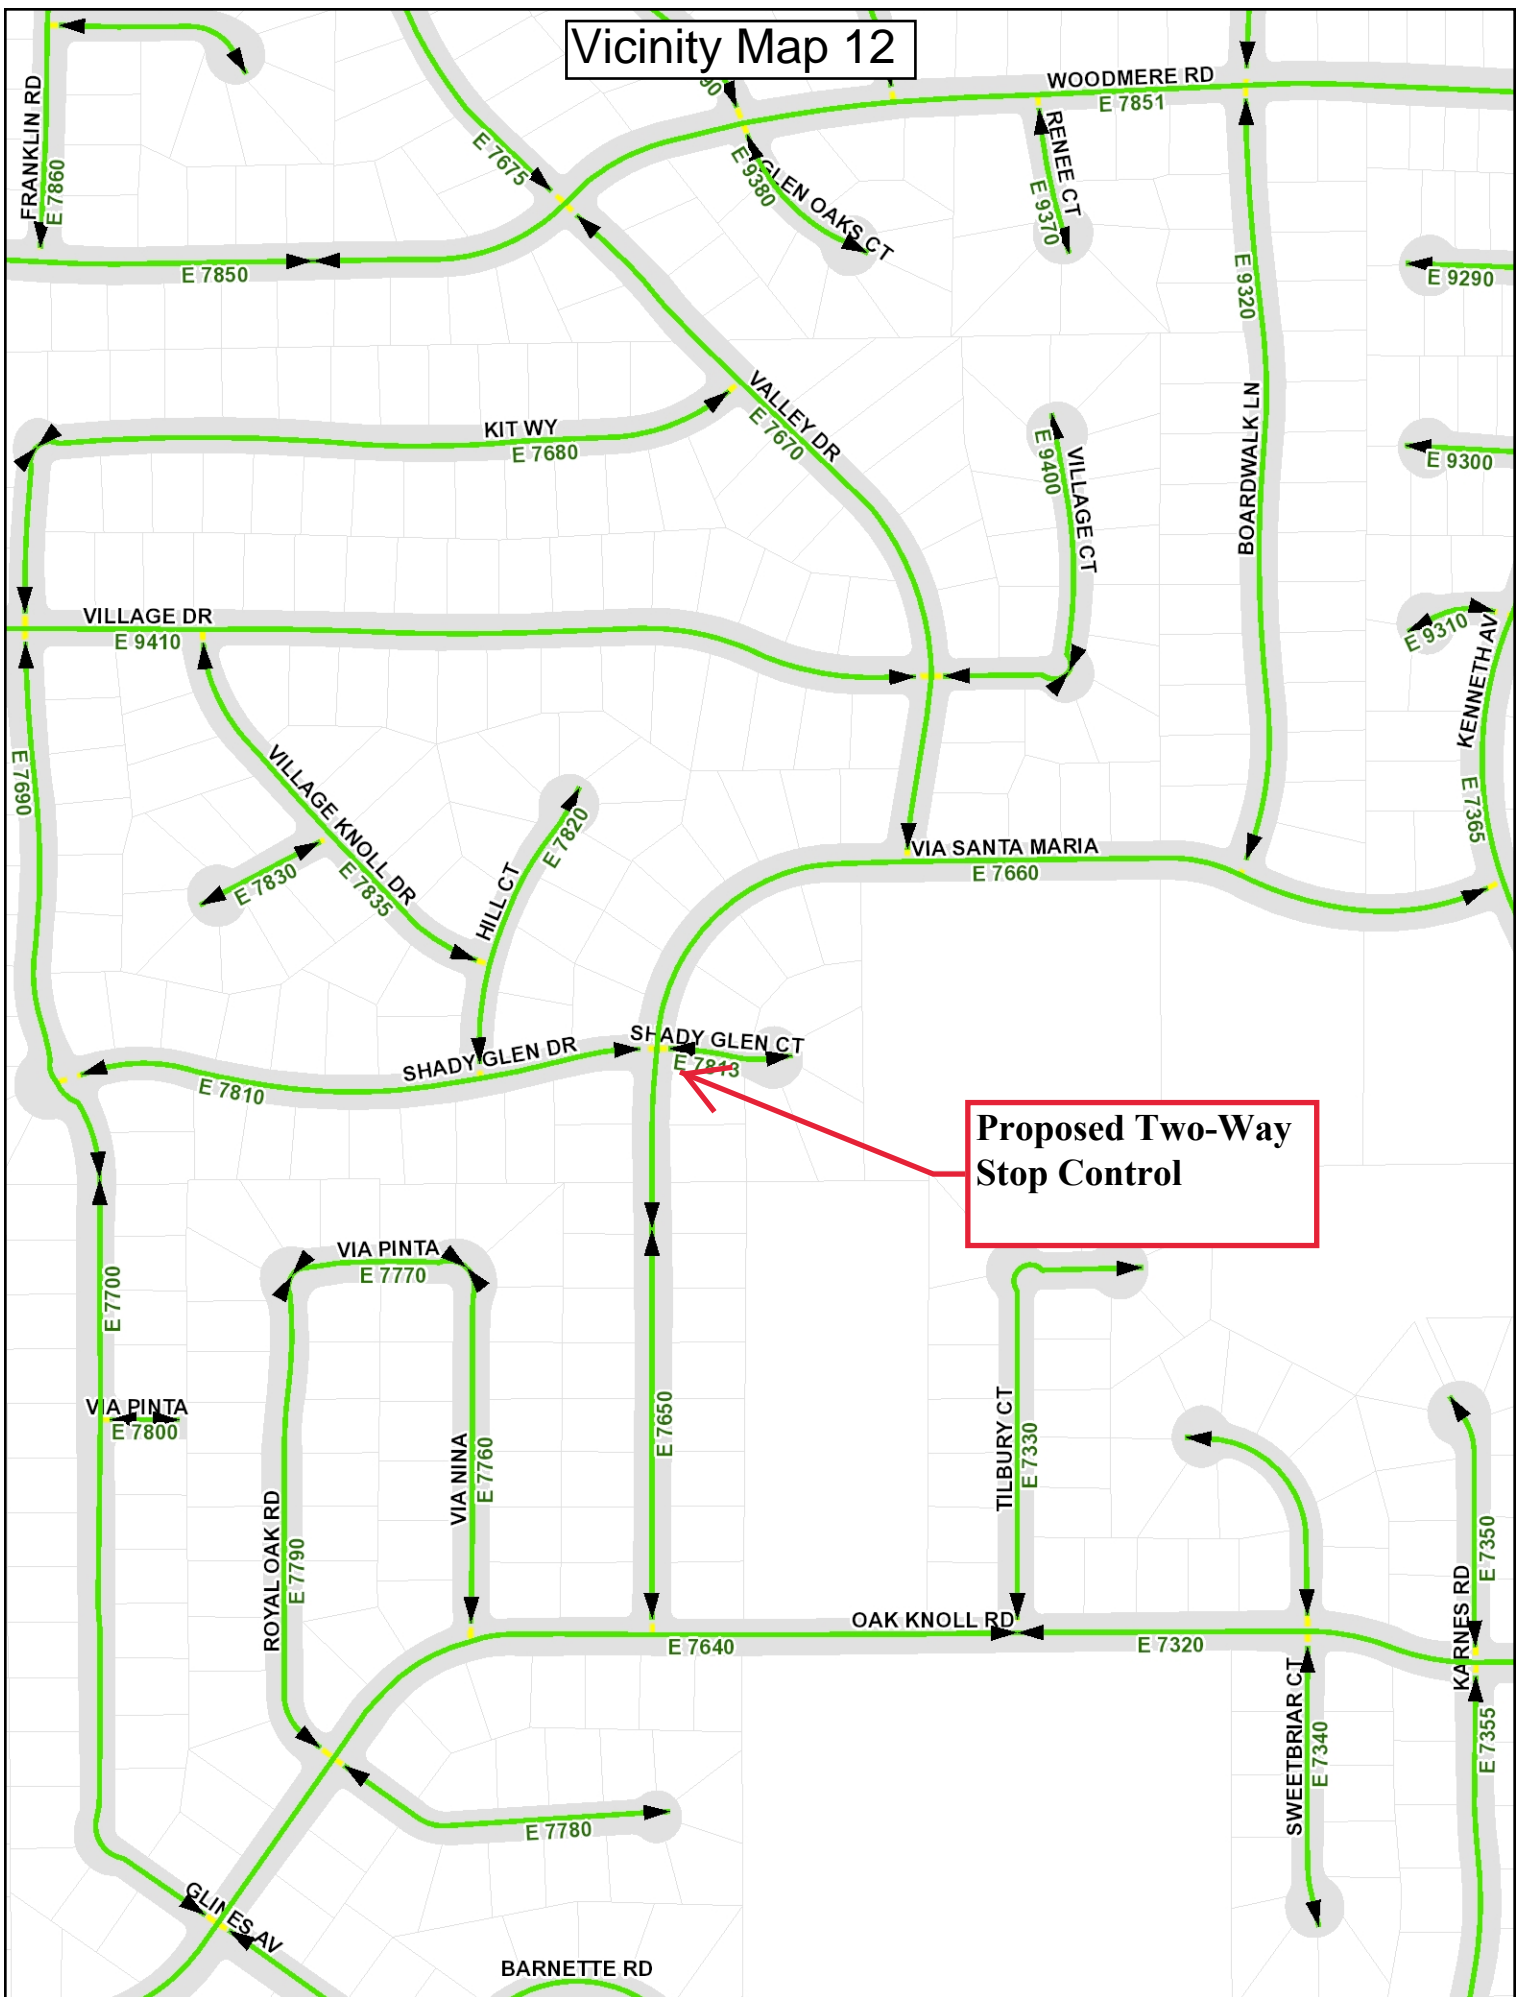 Vicinity Map 12
90
WOODMERE RD
E 7851
FRANKLIN RD
E 7860
E 7675
E 9380
GLEN OAKS CT
RENEE CT
E 9370
E 7850
E 9320
E 9290
KIT WY
E 7680
VALLEY DR
E 7670
E 9400
VILLAGE CT
BOARDWALK LN
E 9300
VILLAGE DR
E 9410
E 9310
KENNETH AV
E 7690
VILLAGE KNOLL DR
E 7835
E 7830
HILL CT
E 7820
VIA SANTA MARIA
E 7660
E 7365
SHADY GLEN DR
E 7810
SHADY GLEN CT
E 7813
Proposed Two-Way
Stop Control
E 7700
VIA PINTA
E 7770
VIA PINTA
E 7800
ROYAL OAK RD
E 7790
VIA NINA
E 7760
E 7650
TILBURY CT
E 7330
E 7350
KARNES RD
OAK KNOLL RD
E 7640
E 7320
SWEETBRIAR CT
E 7340
E 7355
E 7780
GLINES AV
BARNETTE RD